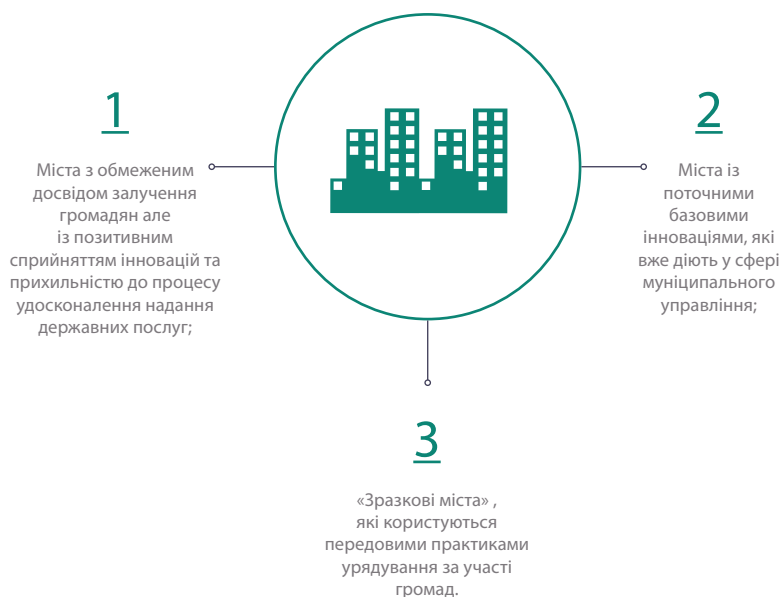 1
Міста з обмеженим
досвідом залучення
громадян але
із позитивним
сприйняттям інновацій та
прихильністю до процесу
удосконалення надання
державних послуг;
2
Міста із
поточними
базовими
інноваціями, які
вже діють у сфері
муніципального
управління;
3
«Зразкові міста» ,
які користуються
передовими практиками
урядування за участі
громад.